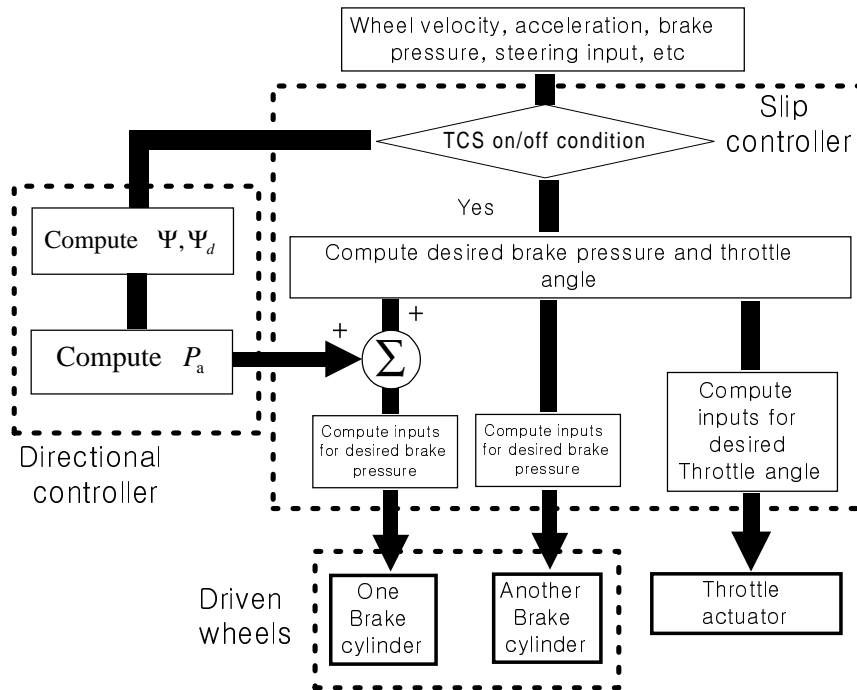 Wheel velocity, acceleration, brake
pressure, steering input, etc
Slip
controller
TCS on/off condition
Yes
Compute Ψ, Ψd
Compute desired brake pressure and throttle
angle
+
+
Compute Pa
Σ
Compute inputs
for desired brake
pressure
Compute inputs
for desired brake
pressure
Compute
inputs for
desired
Throttle angle
Directional
controller
Driven
wheels
One
Brake
cylinder
Another
Brake
cylinder
Throttle
actuator